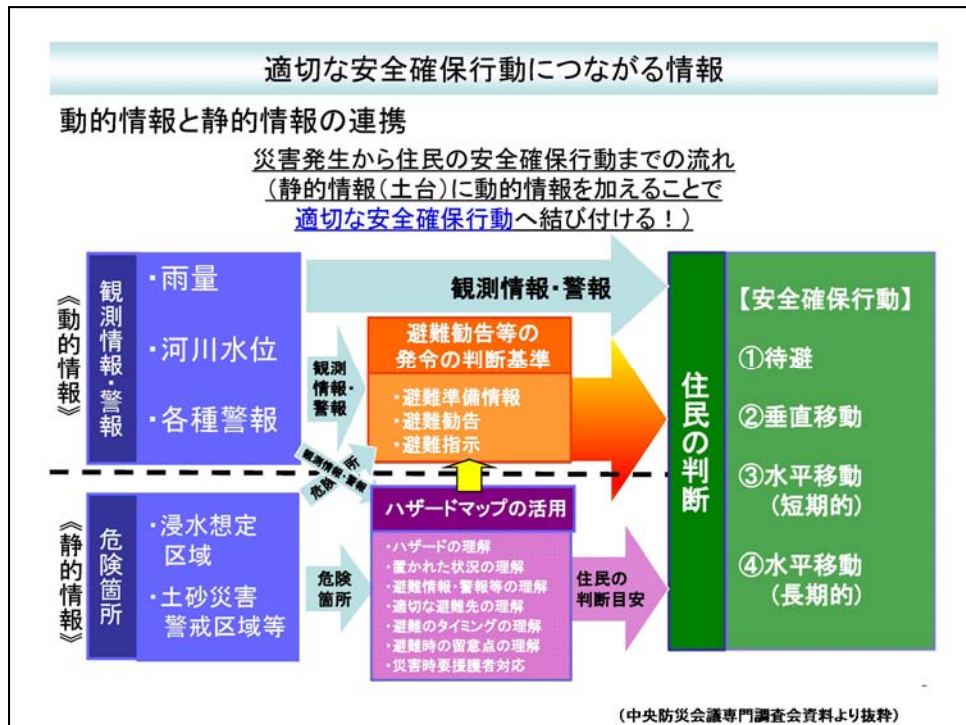 適切な安全確保行動につながる情報
動的情報と静的情報の連携
災害発生から住民の安全確保行動までの流れ
(静的情報(土台)に動的情報を加えることで
適切な安全確保行動へ結び付ける!)
《動的情報》
観測情報・警報
・雨量
・河川水位
・各種警報
観測情報・警報
観測
情報・
警報
避難勧告等の
発令の判断基準
・避難準備情報
・避難勧告
・避難指示
観測情報・警報
危険箇所
《静的情報》
危険箇所
・浸水想定
区域
・土砂災害
警戒区域等
危険
箇所
ハザードマップの活用
・ハザードの理解
・置かれた状況の理解
・避難情報・警報等の理解
・適切な避難先の理解
・避難のタイミングの理解
・避難時の留意点の理解
・災害時要援護者対応
住民の
判断目安
住民の判断
【安全確保行動】
①待避
②垂直移動
③水平移動
(短期的)
④水平移動
(長期的)
(中央防災会議専門調査会資料より抜粋)